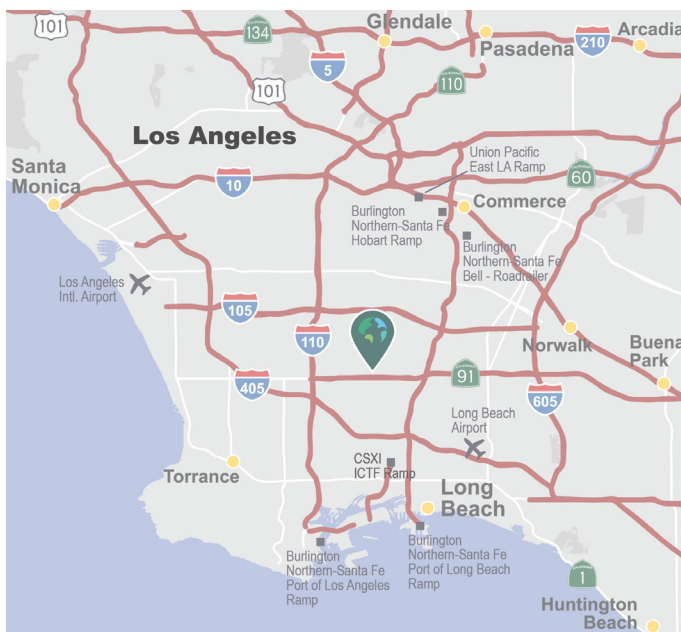 101
134
Glendale
Pasadena
210
Arcadia
5
101
110
Los Angeles
Union Pacific
East LA Ramp
Santa
Monica
10
60
Commerce
Burlington
Northern-Santa Fe
Hobart Ramp
Burlington
Northern-Santa Fe
Bell - Roadrailer
Los Angeles
Intl. Airport
105
110
Norwalk
Buena
Park
91
405
605
Long Beach
Airport
CSXI
ICTF Ramp
Torrance
Long
Beach
Burlington
Northern-Santa Fe
Port of Los Angeles
Ramp
Burlington
Northern-Santa Fe
Port of Long Beach
Ramp
1
Huntington
Beach